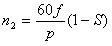 n₂ = 60f/p (1-S)